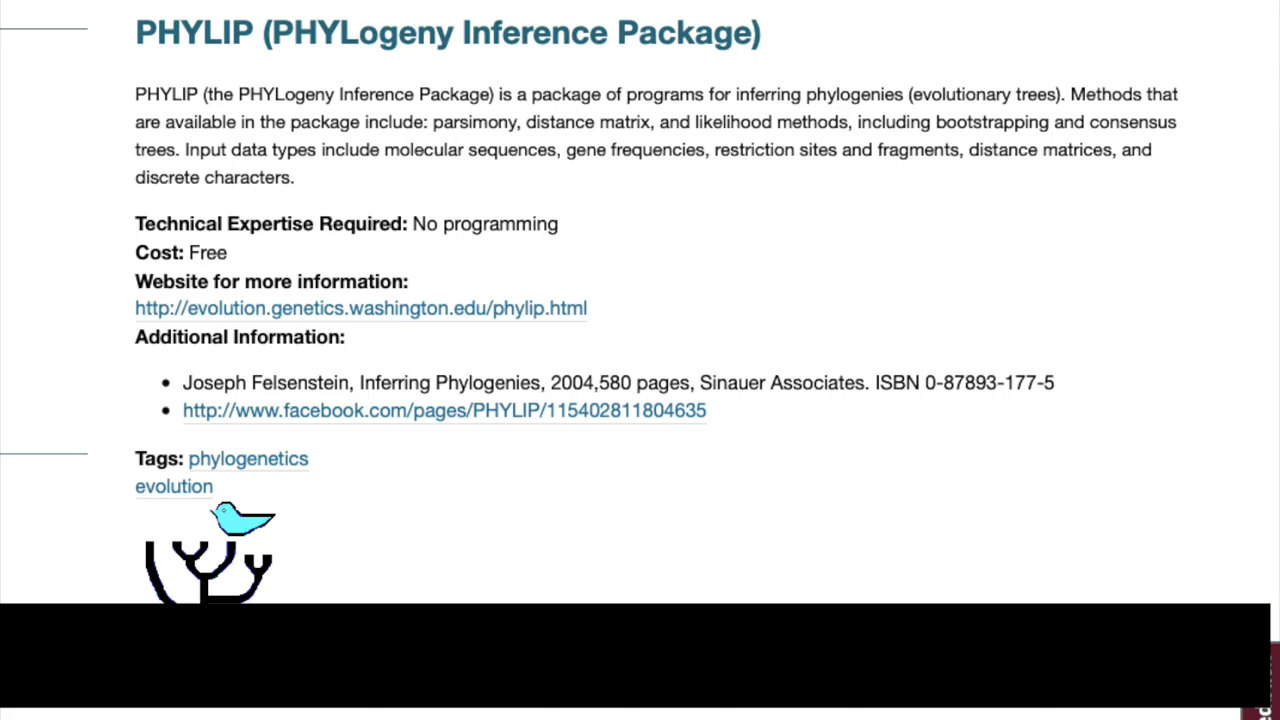 PHYLIP (PHYLogeny Inference Package)
PHYLIP (the PHYLogeny Inference Package) is a package of programs for inferring phylogenies (evolutionary trees). Methods that
are available in the package include: parsimony, distance matrix, and likelihood methods, including bootstrapping and consensus
trees. Input data types include molecular sequences, gene frequencies, restriction sites and fragments, distance matrices, and
discrete characters.
Technical Expertise Required: No programming
Cost: Free
Website for more information:
http://evolution.genetics.washington.edu/phylip.html
Additional Information:
• Joseph Felsenstein, Inferring Phylogenies, 2004,580 pages, Sinauer Associates. ISBN 0-87893-177-5
• http://www.facebook.com/pages/PHYLIP/115402811804635
Tags: phylogenetics
evolution